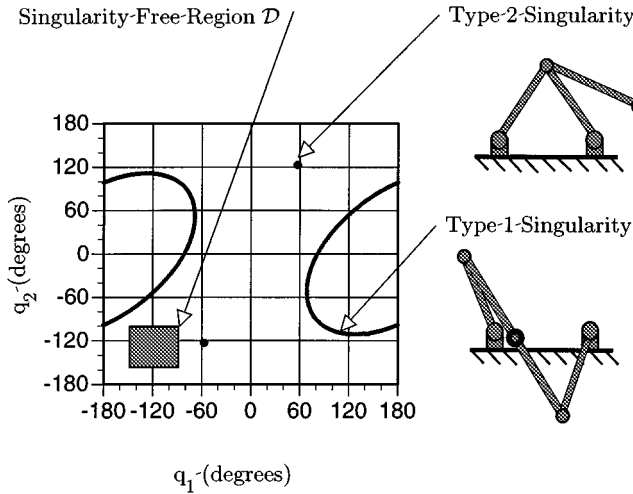 Singularity-Free-Region D
Type-2-Singularity
180
120
60
0
-60
-120
-180
q2-(degrees)
Type-1-Singularity
-180 -120 -60 0 60 120 180
q1-(degrees)